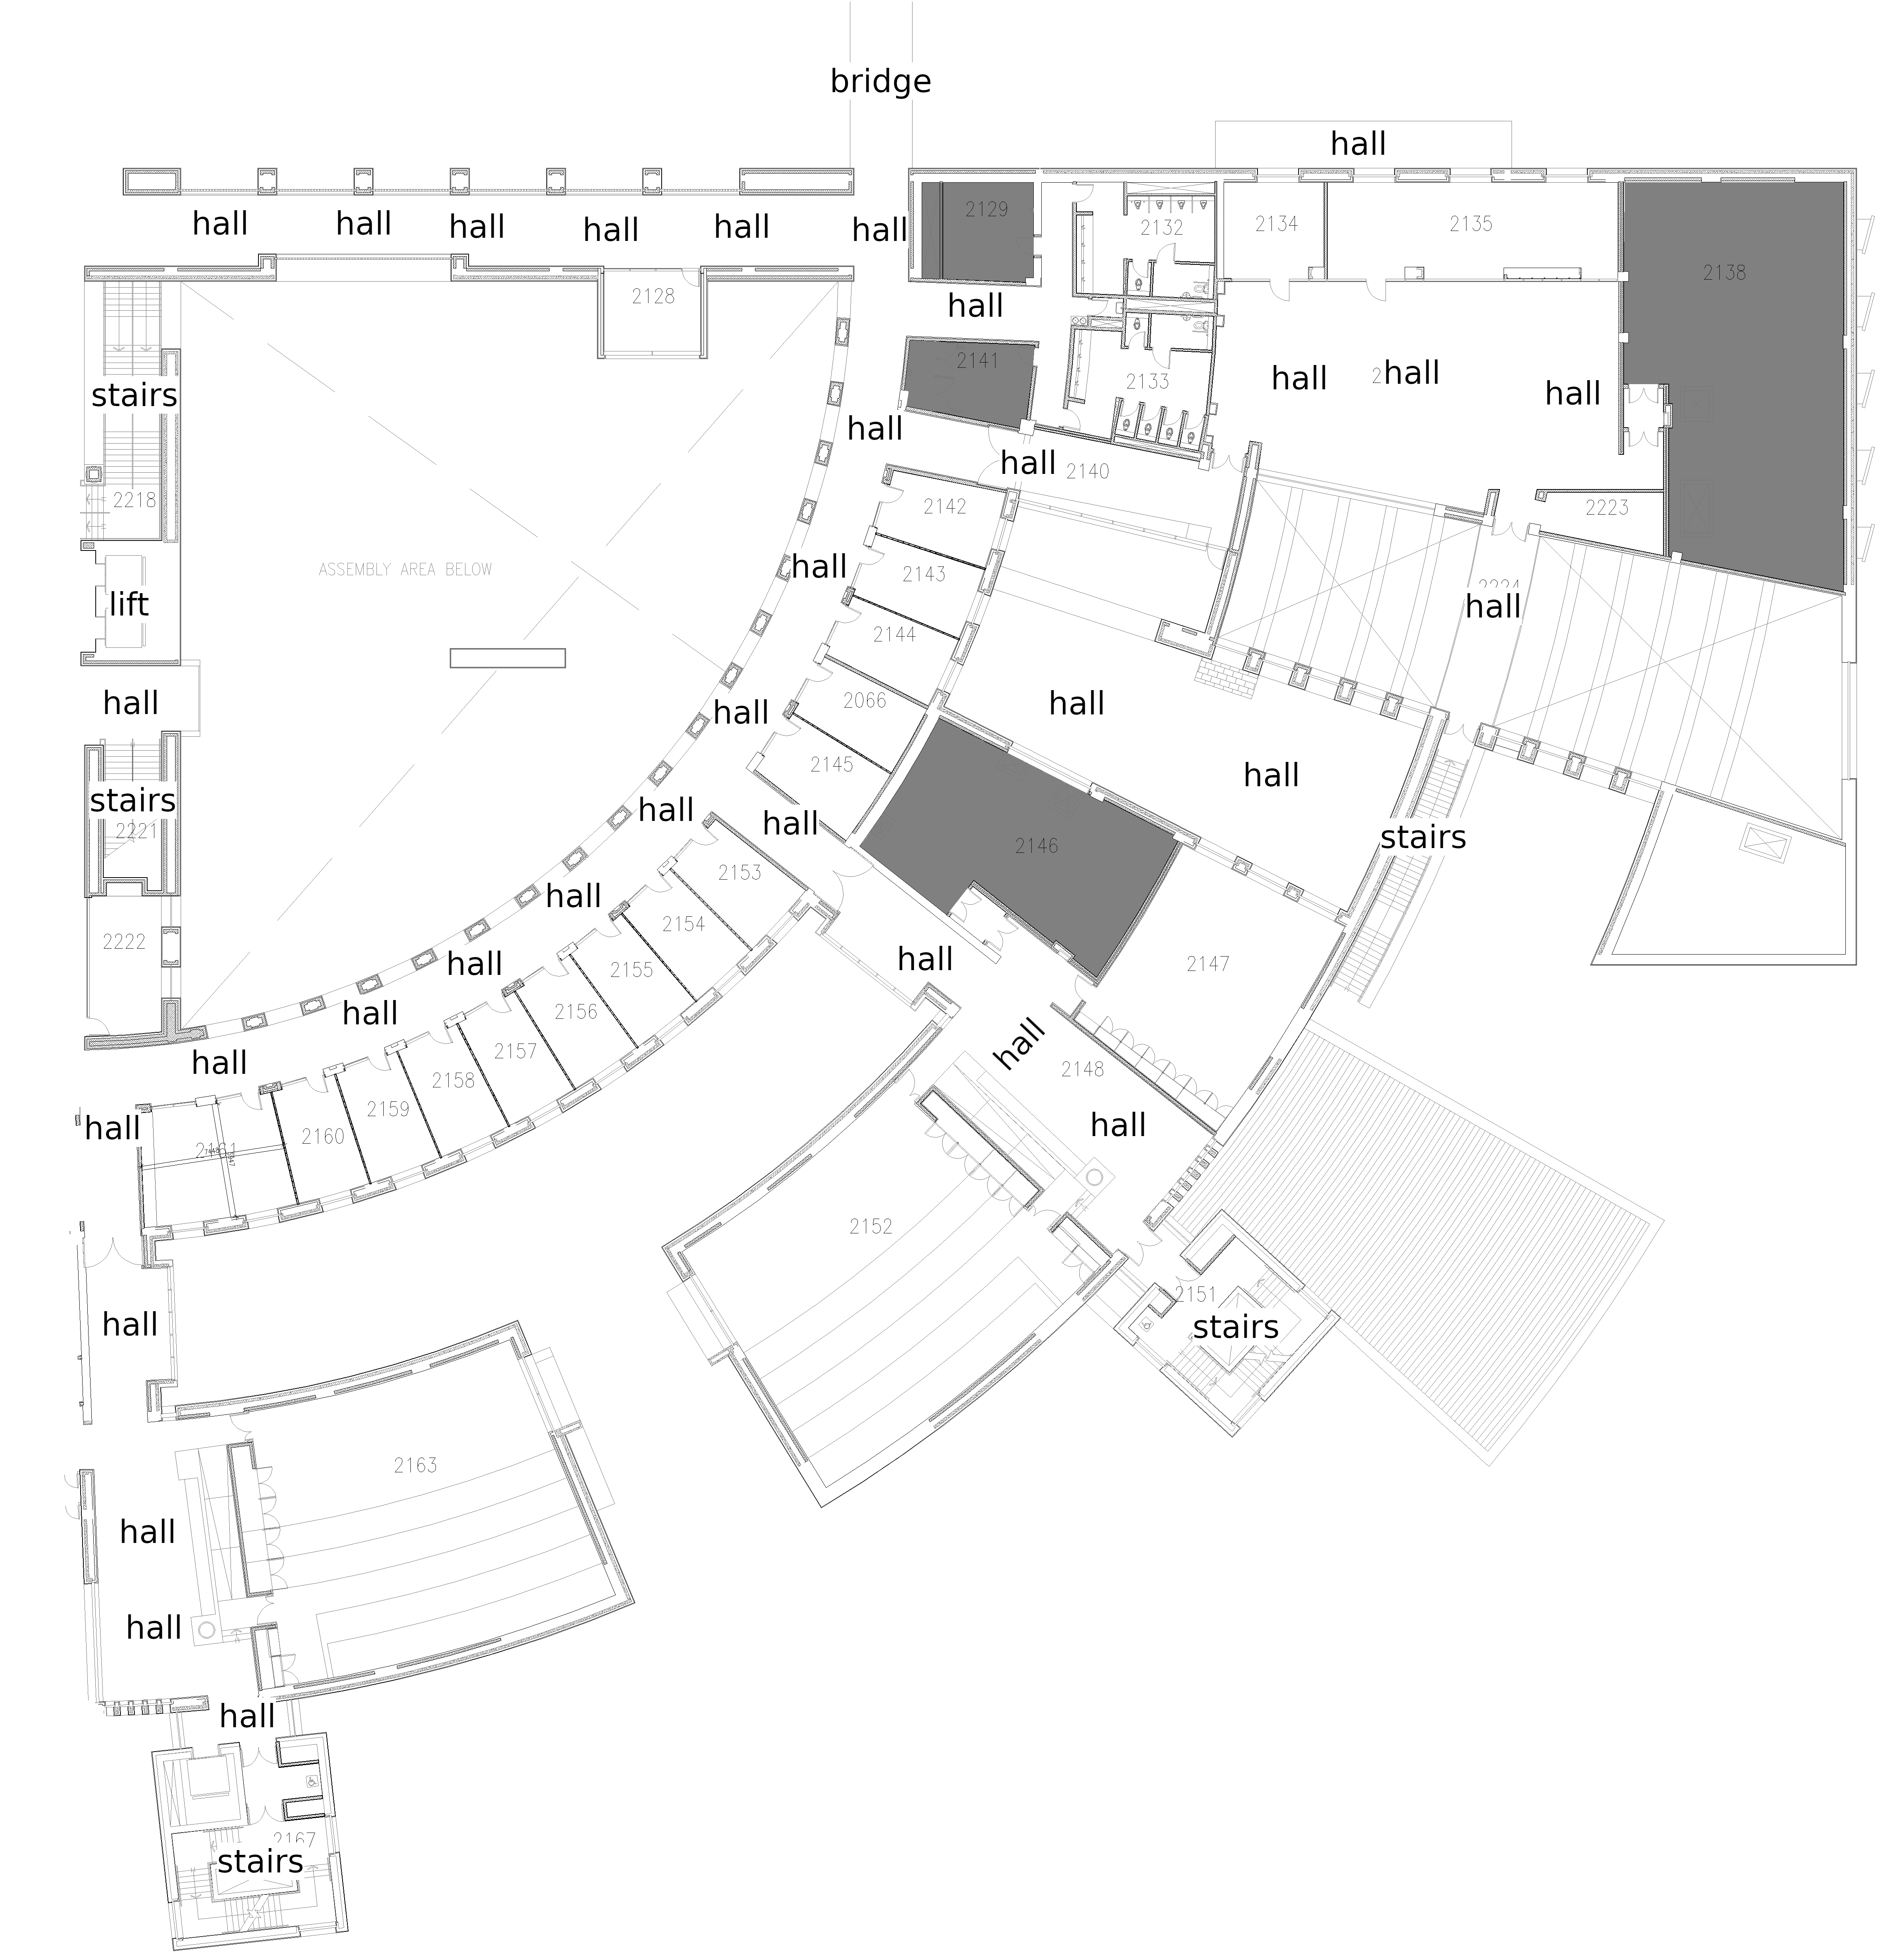 bridge
hall
hall
hall
hall
hall
hall
hall
2129
2132
2134
2135
2138
2128
hall
2141
2133
hall
hall
hall
stairs
hall
hall
2140
2218
2142
2223
ASSEMBLY AREA BELOW
hall
2143
lift
2224
hall
2144
hall
hall
2066
hall
2145
hall
stairs
2221
hall
hall
2146
stairs
2153
hall
2154
2222
hall
2155
hall
2147
hall
2156
2157
hall
hall
2158
2148
2159
hall
2160
2161
hall
2152
2151
hall
stairs
2163
hall
hall
hall
2167
stairs